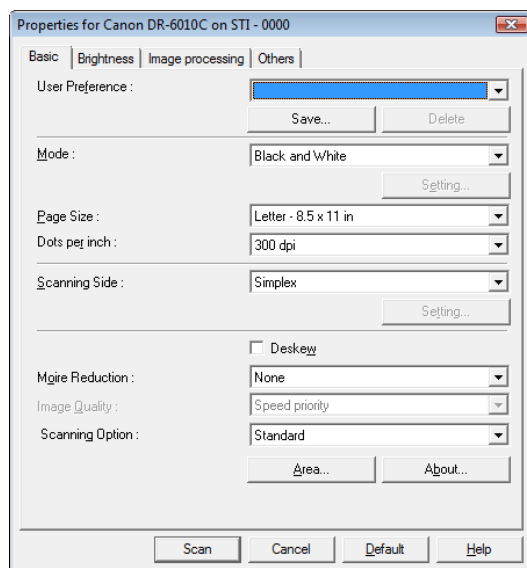 Properties for Canon DR-6010C on STI - 0000
Basic Brightness Image processing Others
User Preference :
Save... Delete
Mode : Black and White
Setting...
Page Size : Letter - 8.5 x 11 in
Dots per inch : 300 dpi
Scanning Side : Simplex
Setting...
Deskew
Moire Reduction : None
Image Quality : Speed priority
Scanning Option : Standard
Area... About...
Scan Cancel Default Help